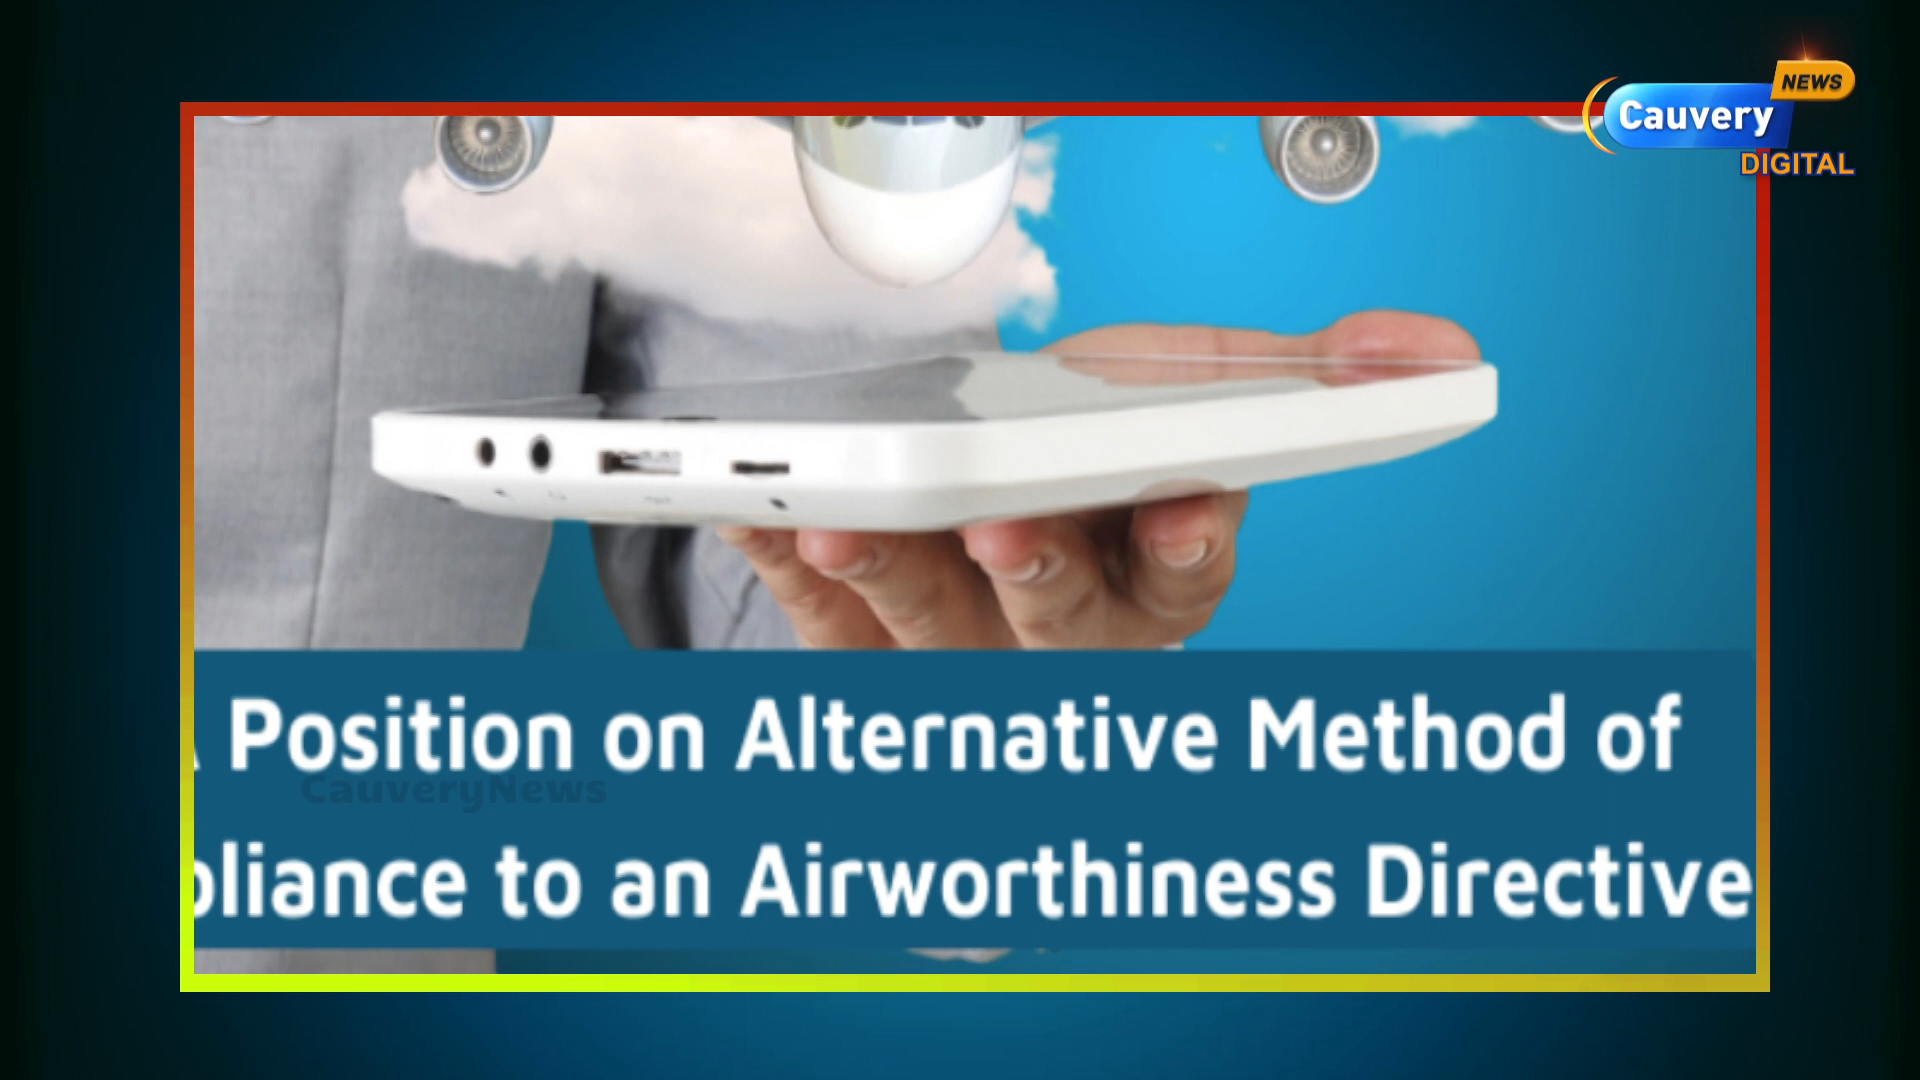 NEWS
Cauvery
DIGITAL
Position on Alternative Method of
CauveryNews
pliance to an Airworthiness Directive